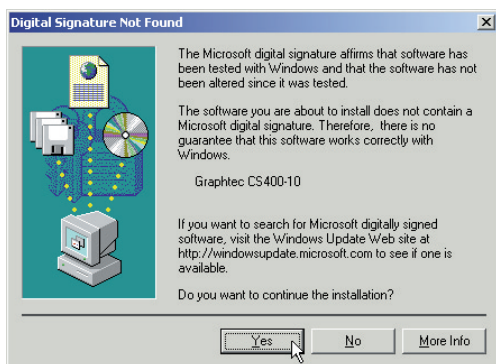 Digital Signature Not Found
The Microsoft digital signature affirms that software has
been tested with Windows and that the software has not
been altered since it was tested.
The software you are about to install does not contain a
Microsoft digital signature. Therefore, there is no
guarantee that this software works correctly with
Windows.
Graphtec CS400-10
If you want to search for Microsoft digitally signed
software, visit the Windows Update Web site at
http://windowsupdate.microsoft.com to see if one is
available.
Do you want to continue the installation?
Yes No More Info